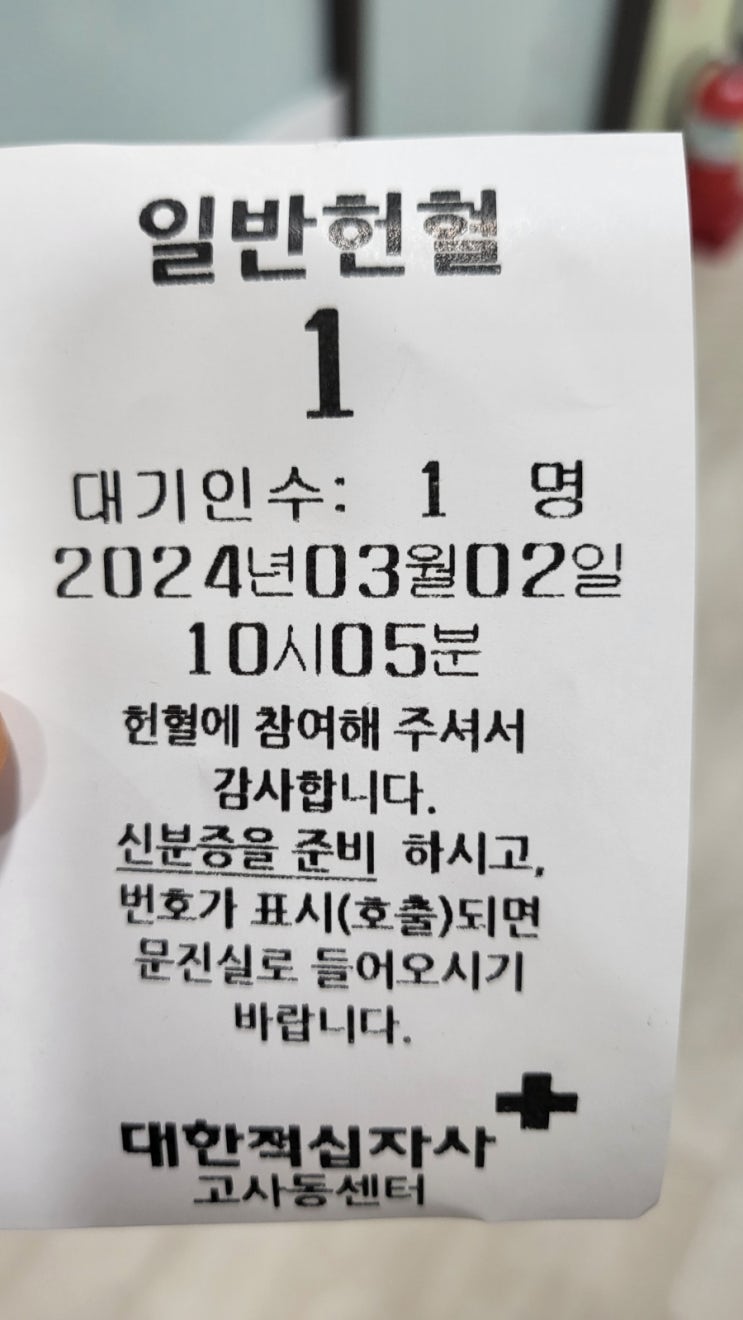 일반헌혈
1
대기인수: 1 명
2024년03월02일
10시05분
헌혈에 참여해 주셔서
감사합니다.
신분증을 준비 하시고,
번호가 표시(호출)되면
문진실로 들어오시기
바랍니다.
대한적십자사
고사동센터